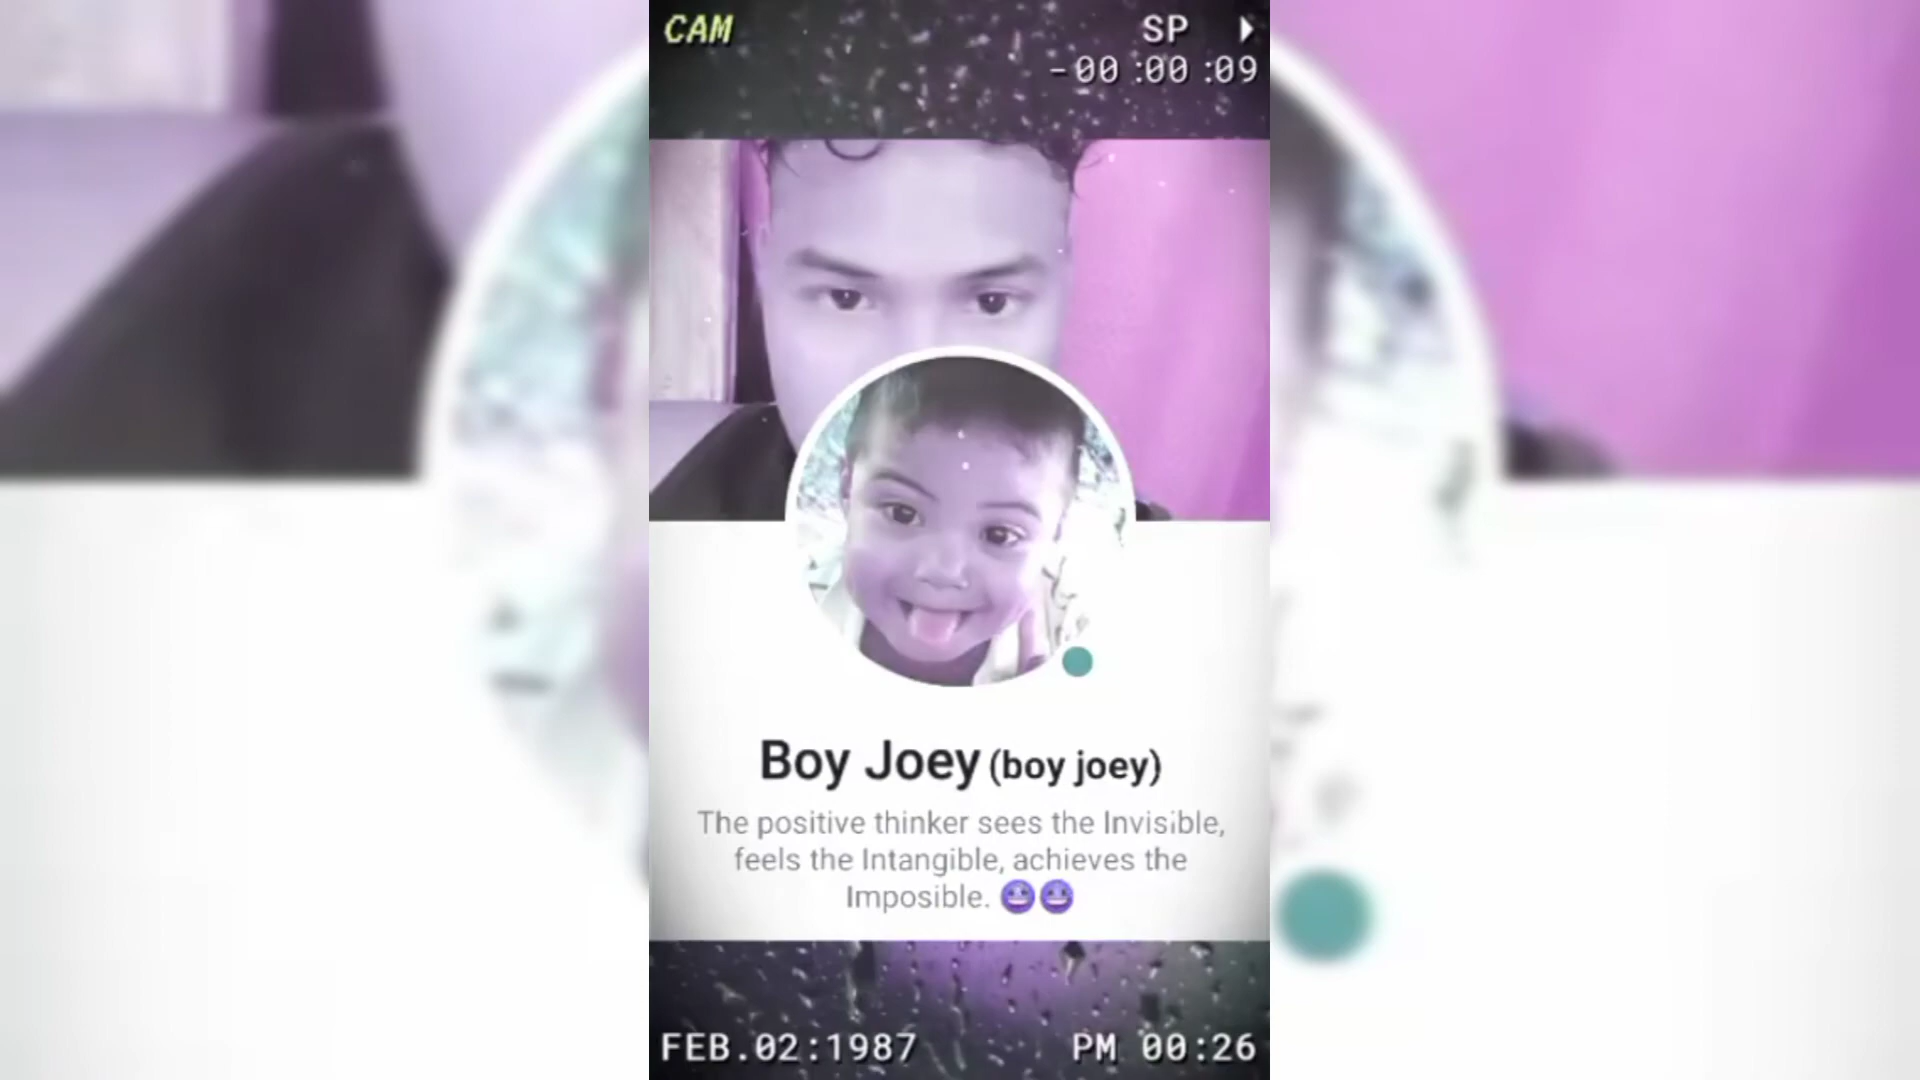 CAM
SP
-00:00:09
Boy Joey (boy joey)
The positive thinker sees the Invisible,
feels the Intangible, achieves the
Imposible. 😀😀
FEB.02:1987
PM 00:26